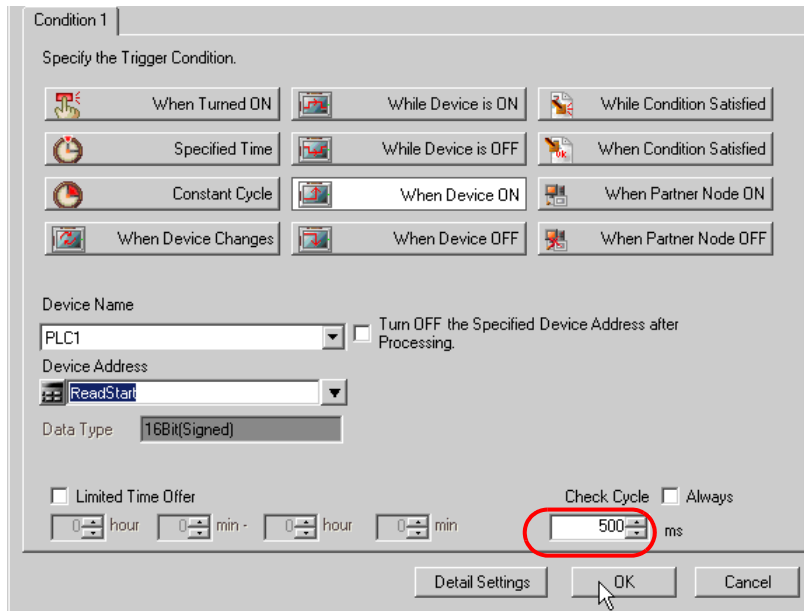 Condition 1
Specify the Trigger Condition.
When Turned ON While Device is ON While Condition Satisfied
Specified Time While Device is OFF When Condition Satisfied
Constant Cycle When Device ON When Partner Node ON
When Device Changes When Device OFF When Partner Node OFF
Device Name
PLC1
Turn OFF the Specified Device Address after
Processing.
Device Address
ReadStart
Data Type 16Bit(Signed)
Limited Time Offer Check Cycle Always
0 hour 0 min - 0 hour 0 min 500 ms
Detail Settings OK Cancel